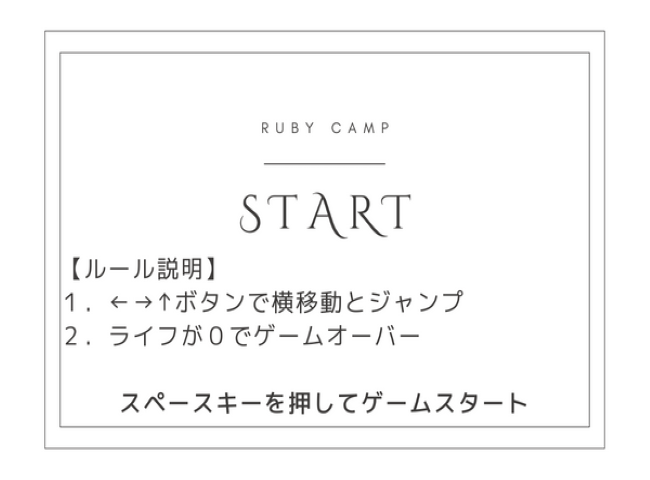 RUBY CAMP
START
【ルール説明】
１．←→↑ボタンで横移動とジャンプ
２．ライフが０でゲームオーバー
スペースキーを押してゲームスタート